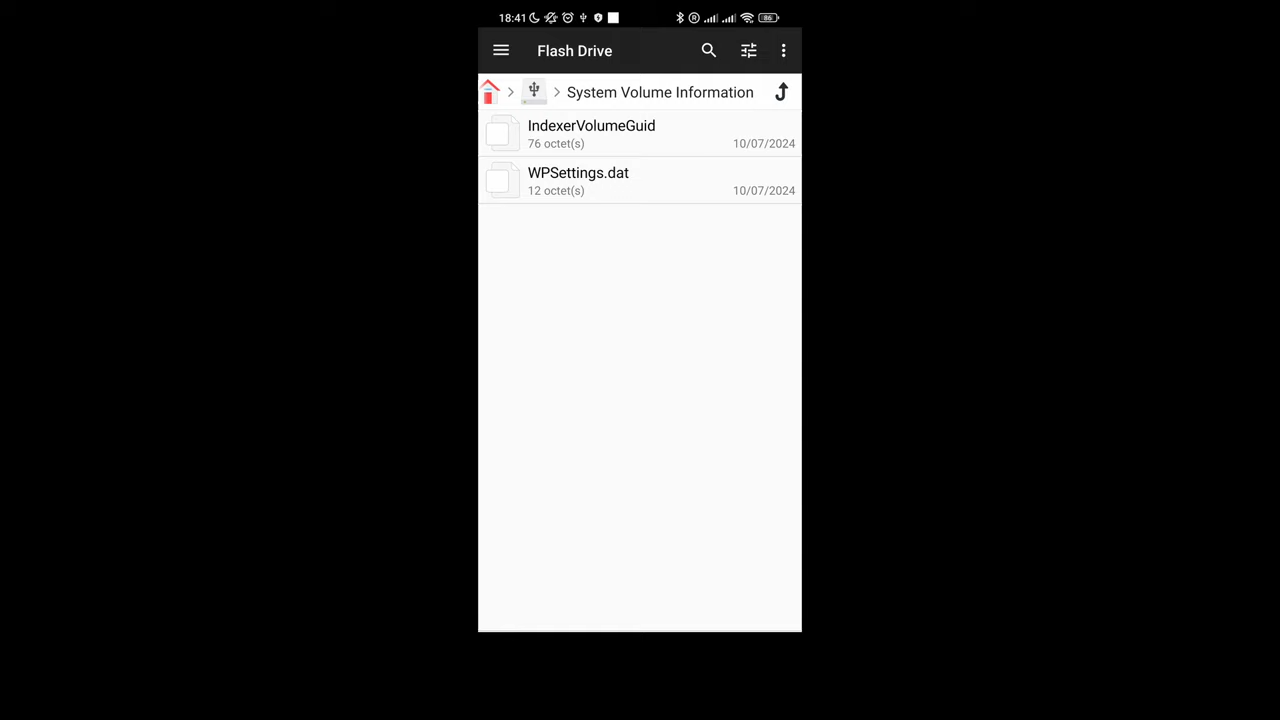 18:41 86
Flash Drive
System Volume Information
IndexerVolumeGuid
76 octet(s) 10/07/2024
WPSettings.dat
12 octet(s) 10/07/2024